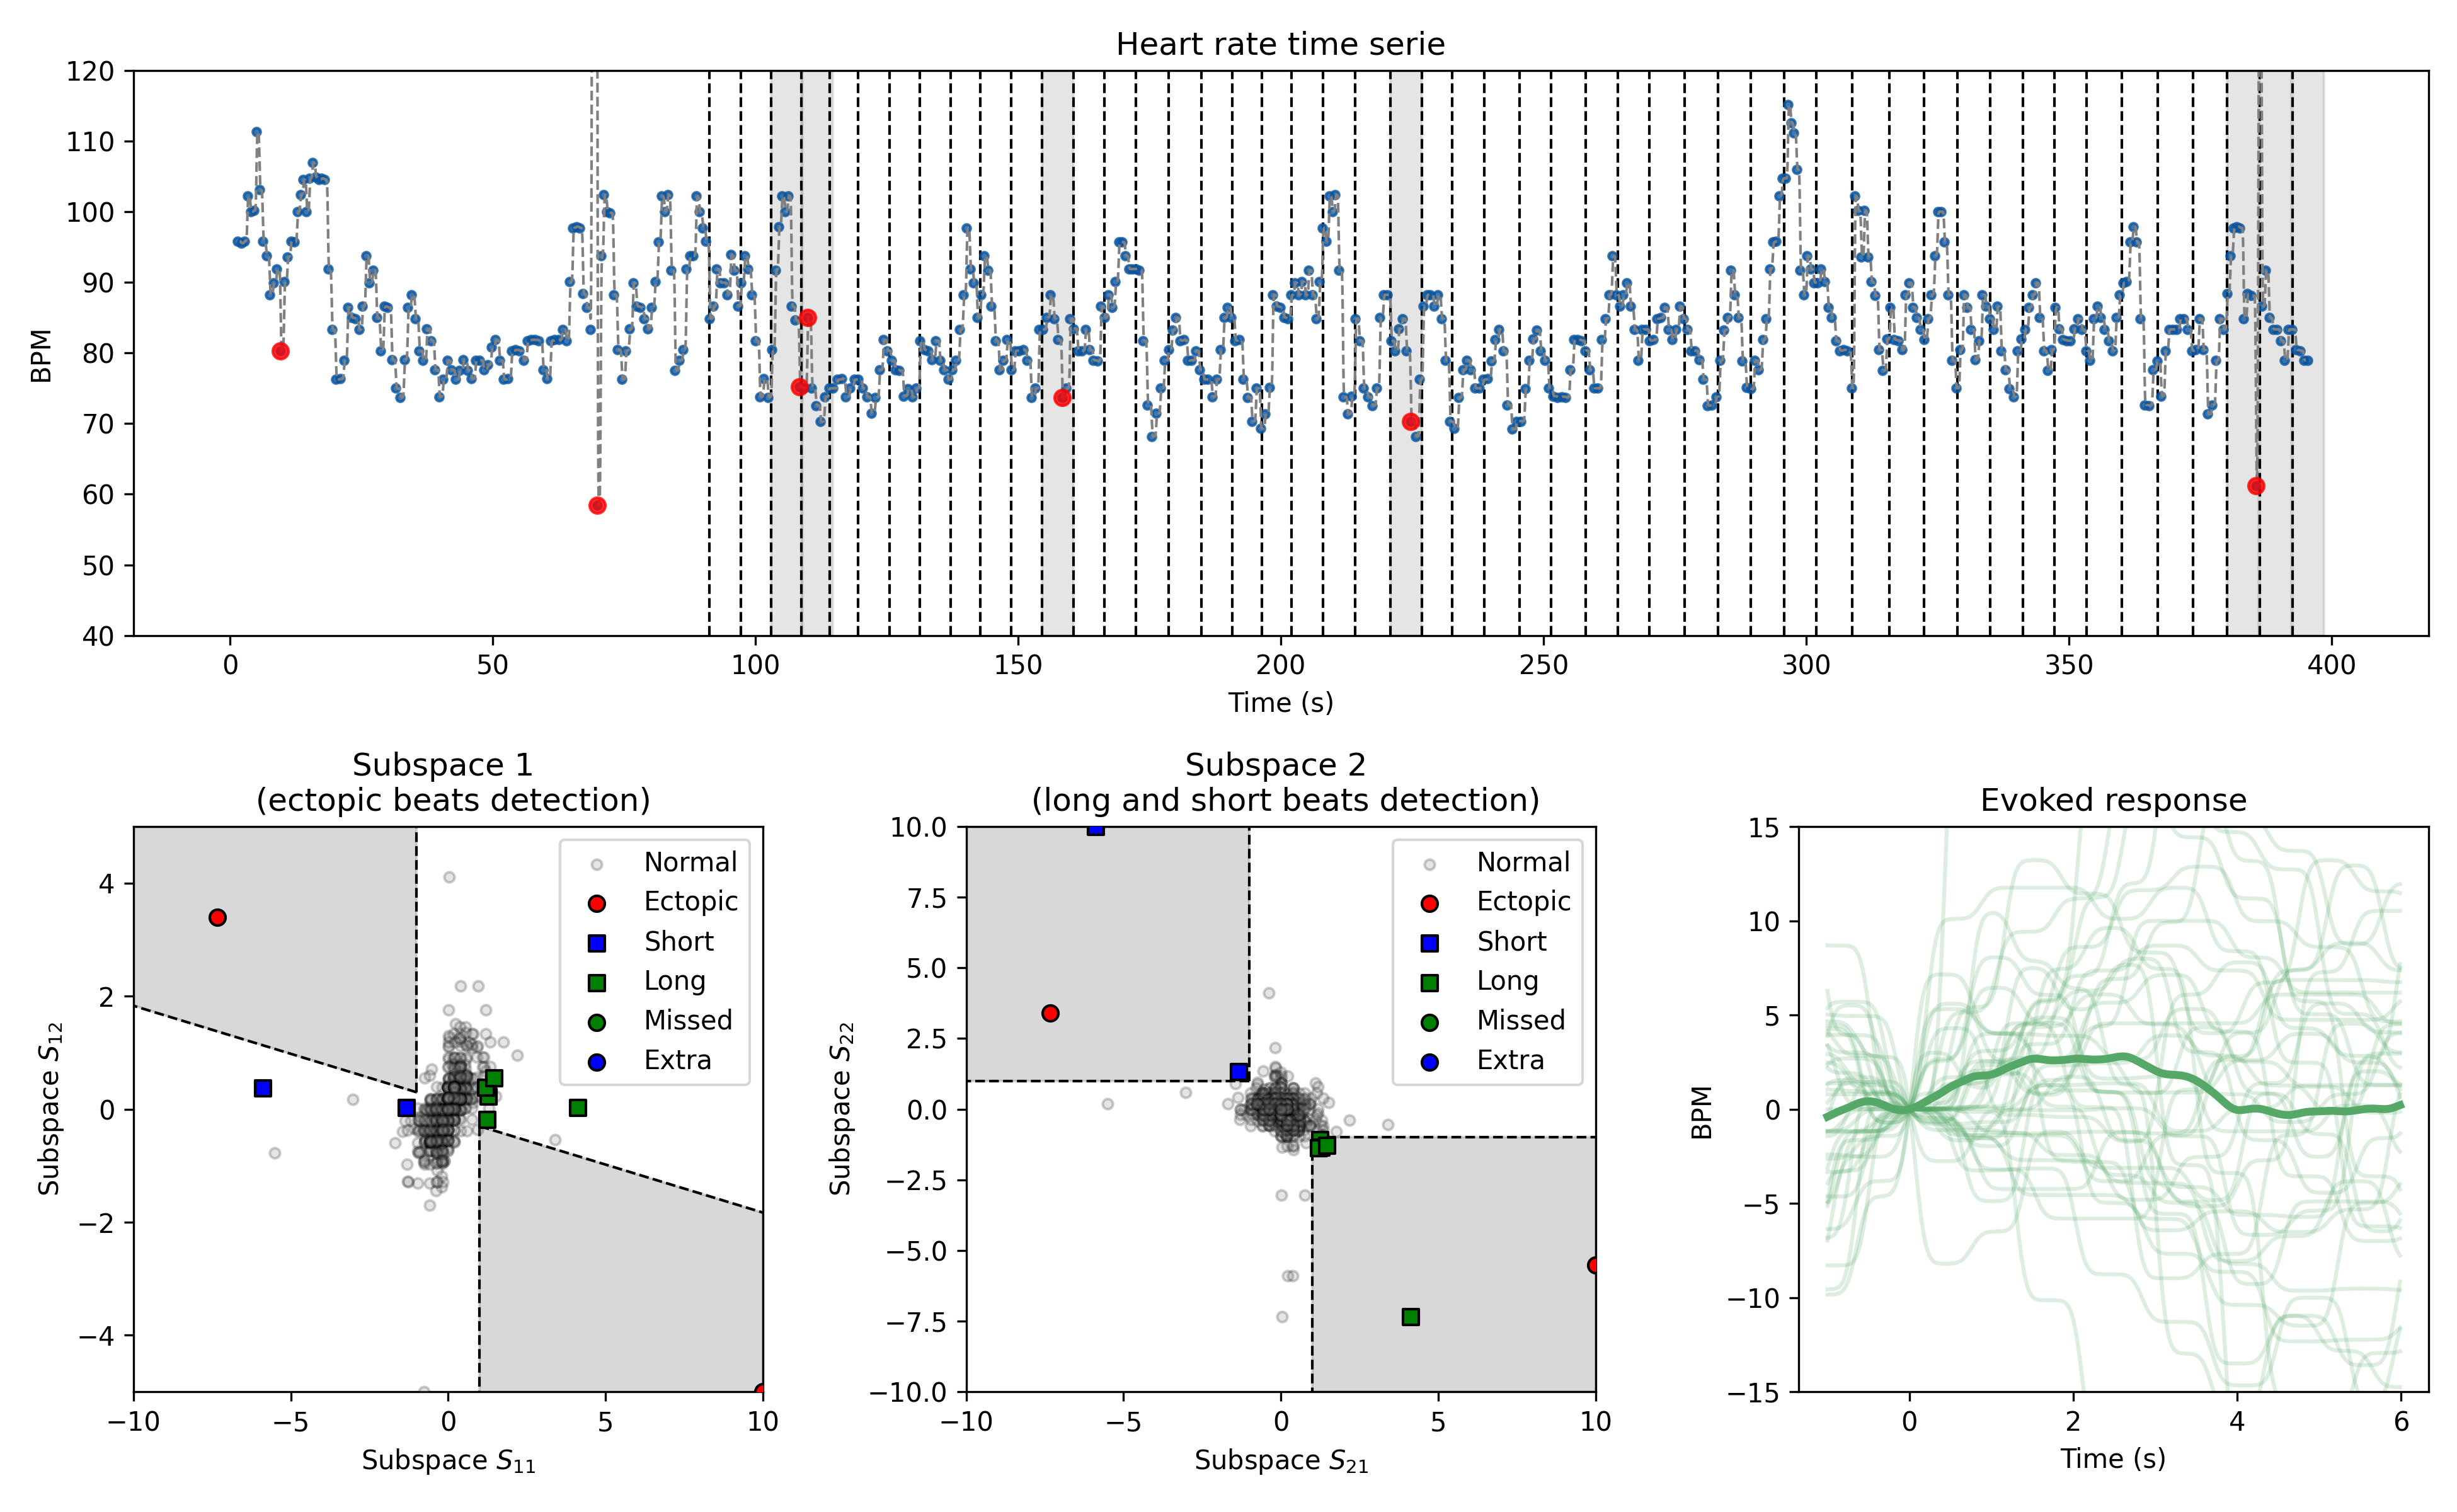 Heart rate time serie
120
110
100
90
80
70
60
50
40
BPM
0 50 100 150 200 250 300 350 400
Time (s)
Subspace 1
(ectopic beats detection)
4
2
0
−2
−4
Subspace S12
−10 −5 0 5 10
Subspace S11
Normal
Ectopic
Short
Long
Missed
Extra
Subspace 2
(long and short beats detection)
10.0
7.5
5.0
2.5
0.0
−2.5
−5.0
−7.5
−10.0
Subspace S22
−10 −5 0 5 10
Subspace S21
Normal
Ectopic
Short
Long
Missed
Extra
Evoked response
15
10
5
0
−5
−10
−15
BPM
0 2 4 6
Time (s)